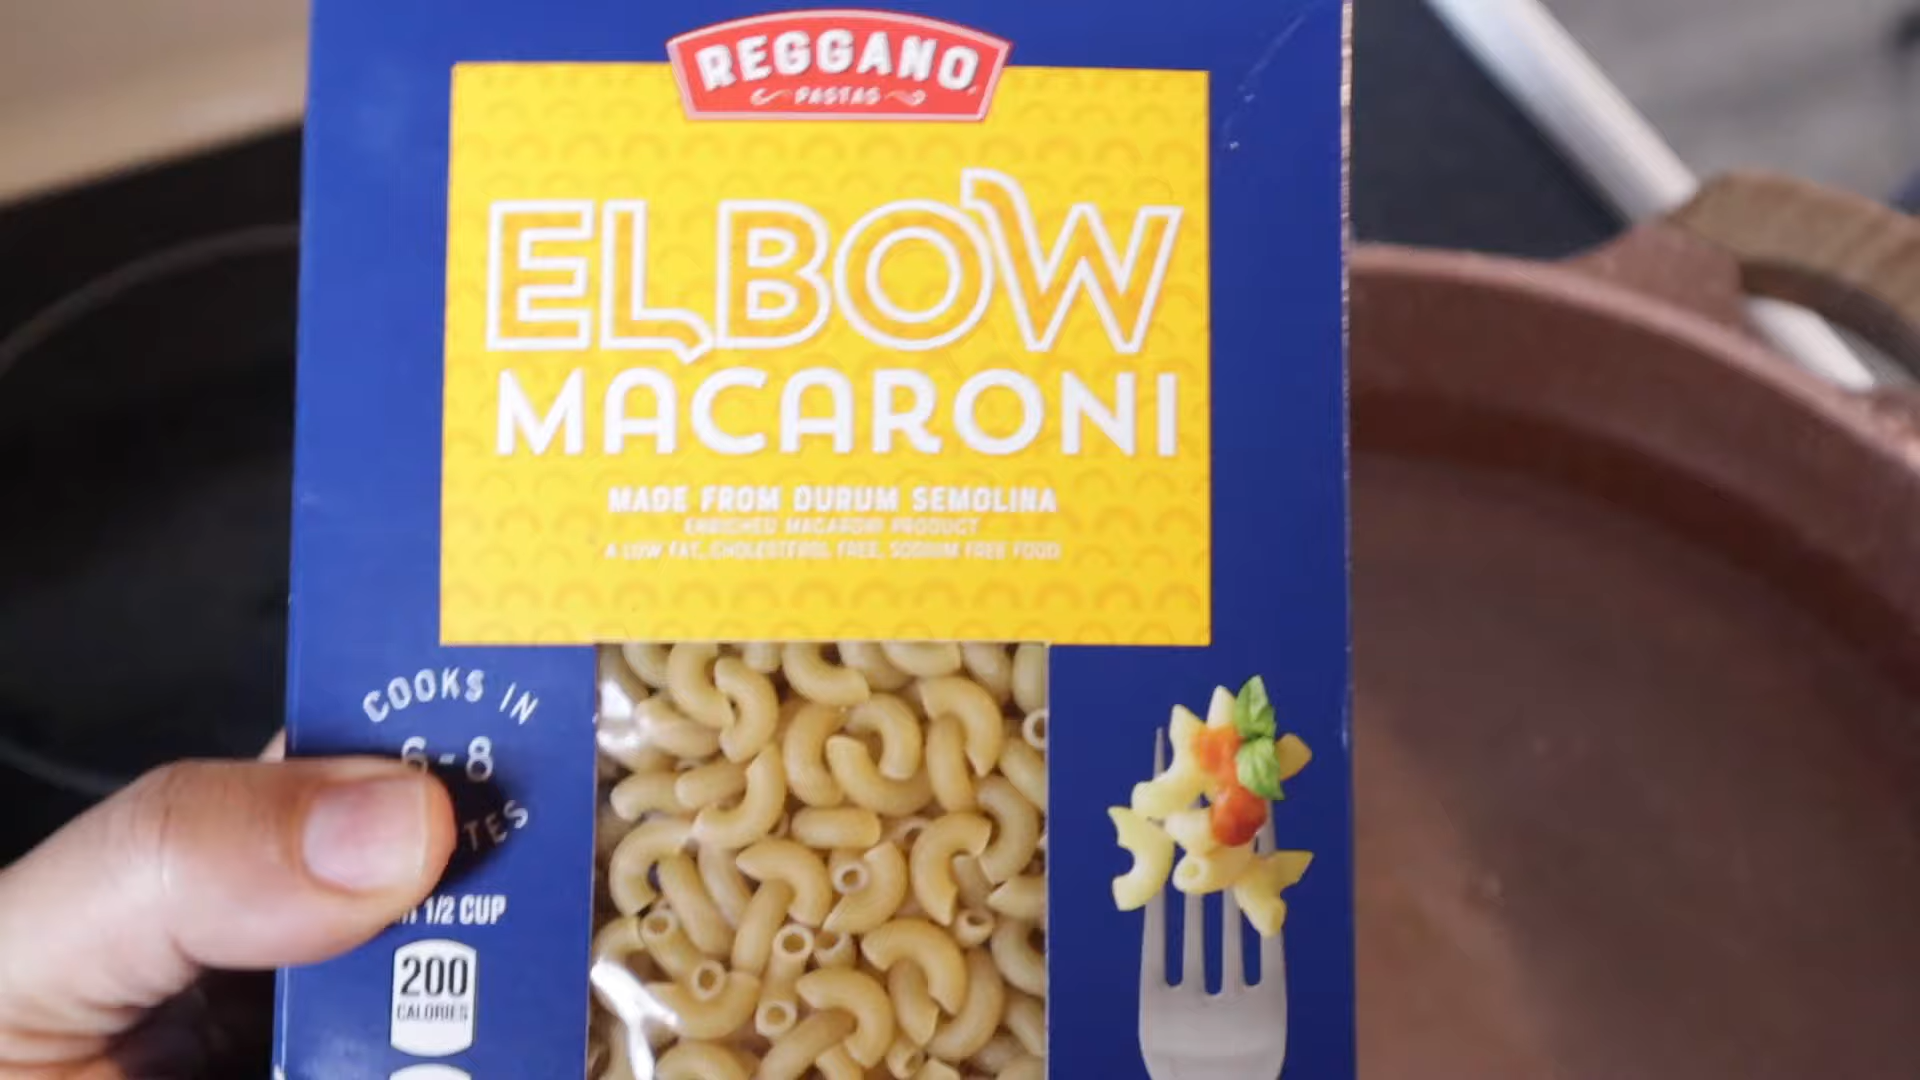 REGGANO
PASTAS
ELBOW
MACARONI
MADE FROM DURUM SEMOLINA
ENRICHED MACARONI PRODUCT
A LOW FAT, CHOLESTEROL FREE, SODIUM FREE FOOD
COOKS IN
6-8
TES
1/2 CUP
200
CALORIES